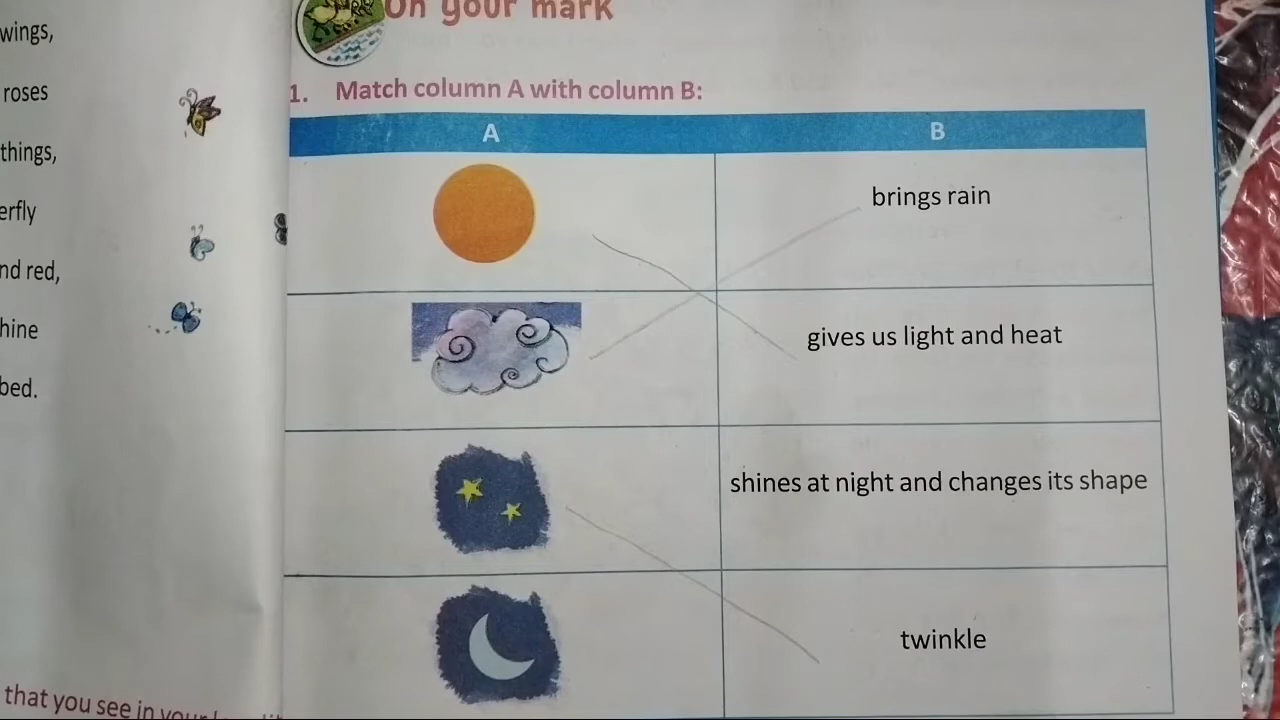 wings,
roses
things,
erfly
nd red,
hine
bed.
that you see in your
On your mark
1. Match column A with column B:
A B
brings rain
gives us light and heat
shines at night and changes its shape
twinkle